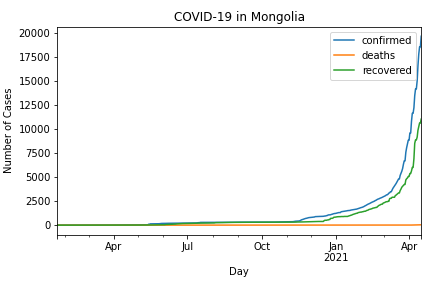 COVID-19 in Mongolia
confirmed
deaths
recovered
Number of Cases
20000
17500
15000
12500
10000
7500
5000
2500
0
Apr
Jul
Oct
Jan
2021
Apr
Day